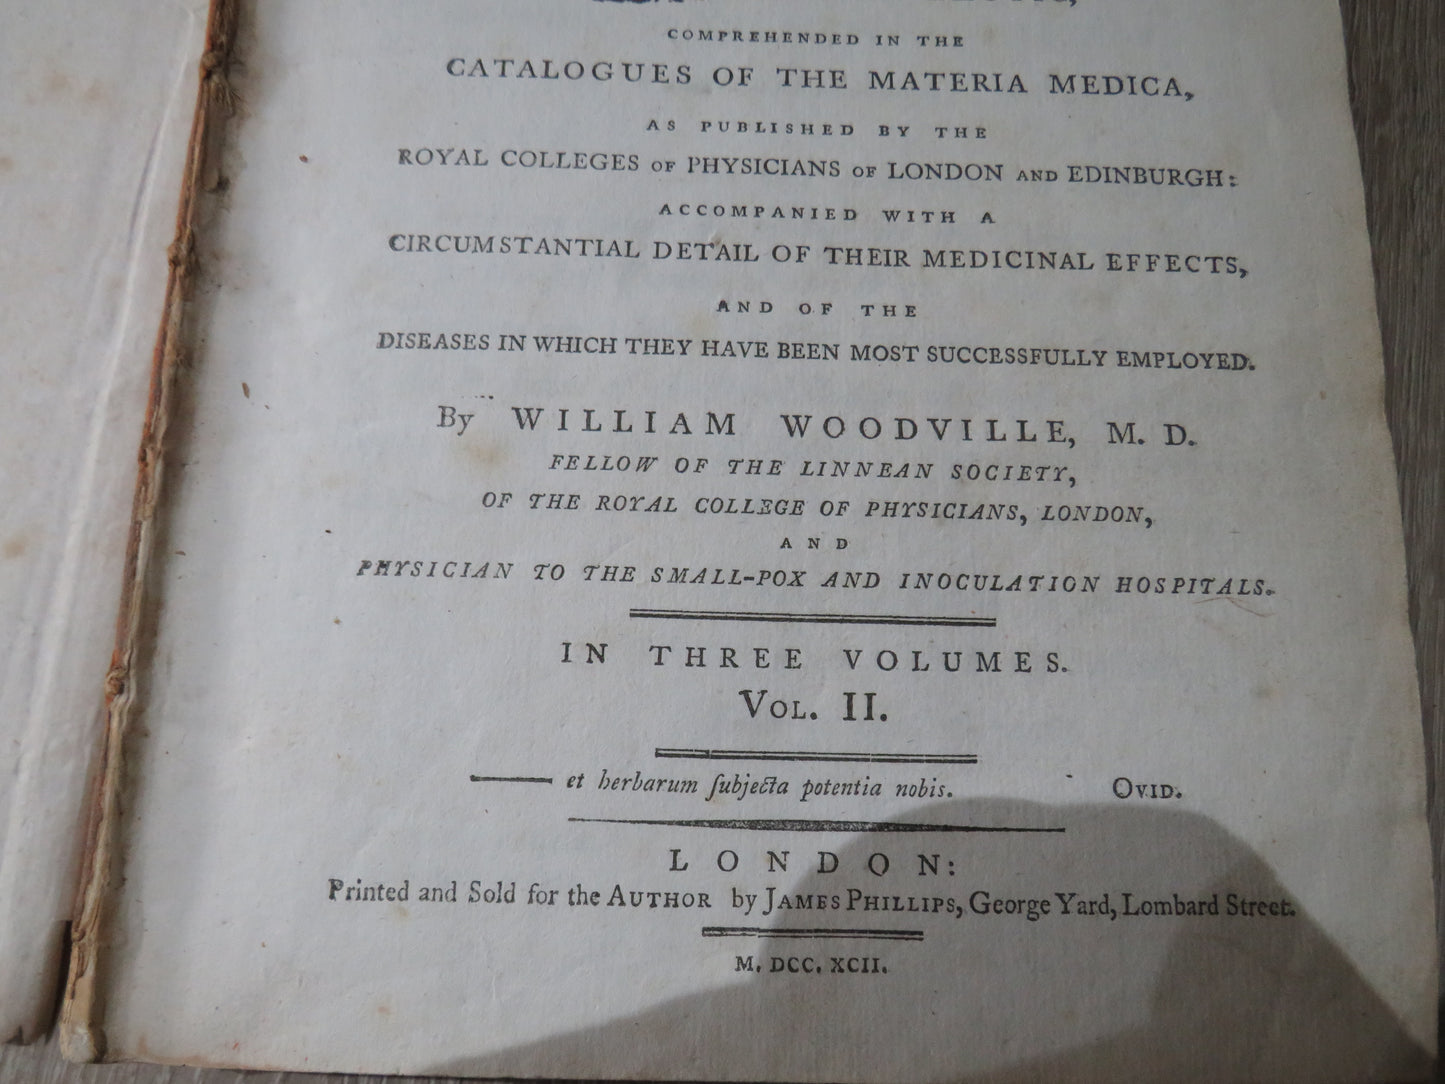 COMPREHENDED IN THE
CATALOGUES OF THE MATERIA MEDICA,
AS PUBLISHED BY THE
ROYAL COLLEGES OF PHYSICIANS OF LONDON AND EDINBURGH:
ACCOMPANIED WITH A
CIRCUMSTANTIAL DETAIL OF THEIR MEDICINAL EFFECTS,
AND OF THE
DISEASES IN WHICH THEY HAVE BEEN MOST SUCCESSFULLY EMPLOYED.
By WILLIAM WOODVILLE, M. D.
FELLOW OF THE LINNEAN SOCIETY,
OF THE ROYAL COLLEGE OF PHYSICIANS, LONDON,
AND
PHYSICIAN TO THE SMALL-POX AND INOCULATION HOSPITALS.
IN THREE VOLUMES.
VOL. II.
—— et herbarum ſubjecta potentia nobis. OVID.
LONDON:
Printed and Sold for the AUTHOR by JAMES PHILLIPS, George Yard, Lombard Street.
M. DCC. XCII.